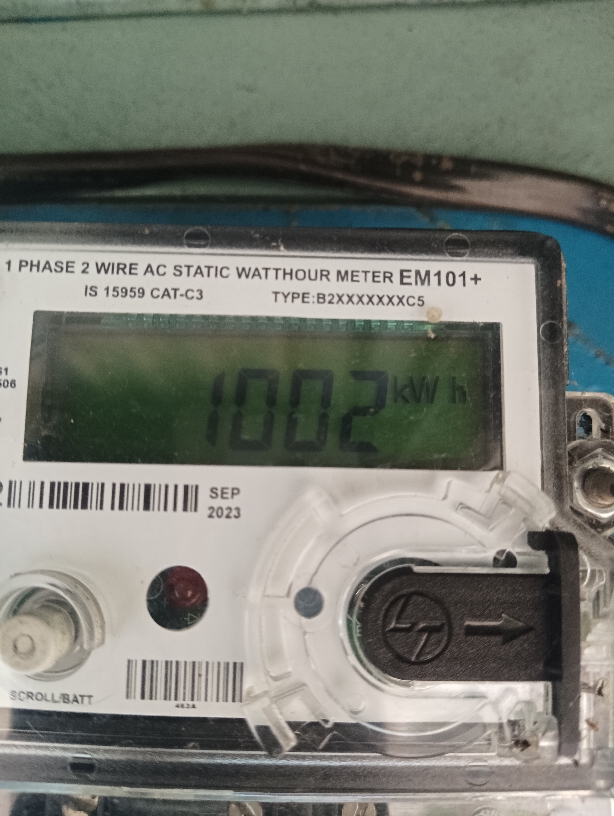 1 PHASE 2 WIRE AC STATIC WATTHOUR METER EM101+
IS 15959 CAT-C3 TYPE:B2XXXXXXXC5
1002 kWh
SEP
2023
LT
SCROLL/BATT